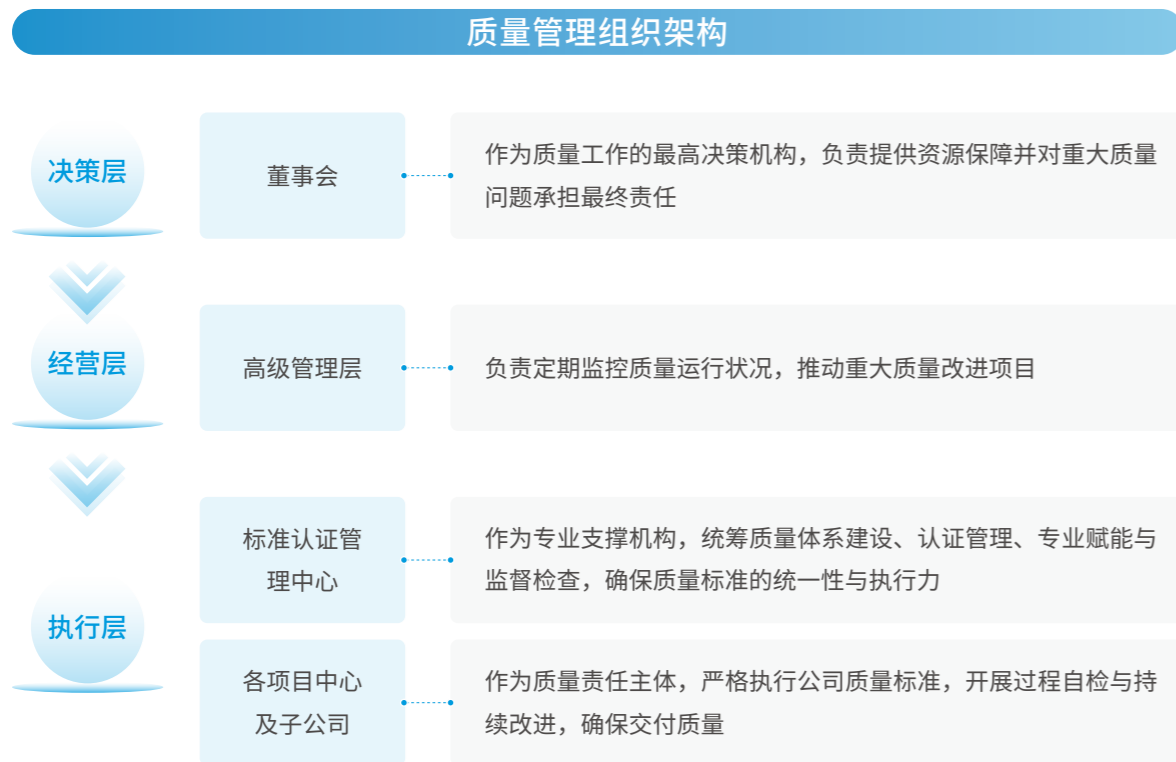 质量管理组织架构
决策层
董事会
作为质量工作的最高决策机构，负责提供资源保障并对重大质量
问题承担最终责任
经营层
高级管理层
负责定期监控质量运行状况，推动重大质量改进项目
执行层
标准认证管
理中心
作为专业支撑机构，统筹质量体系建设、认证管理、专业赋能与
监督检查，确保质量标准的统一性与执行力
各项目中心
及子公司
作为质量责任主体，严格执行公司质量标准，开展过程自检与持
续改进，确保交付质量